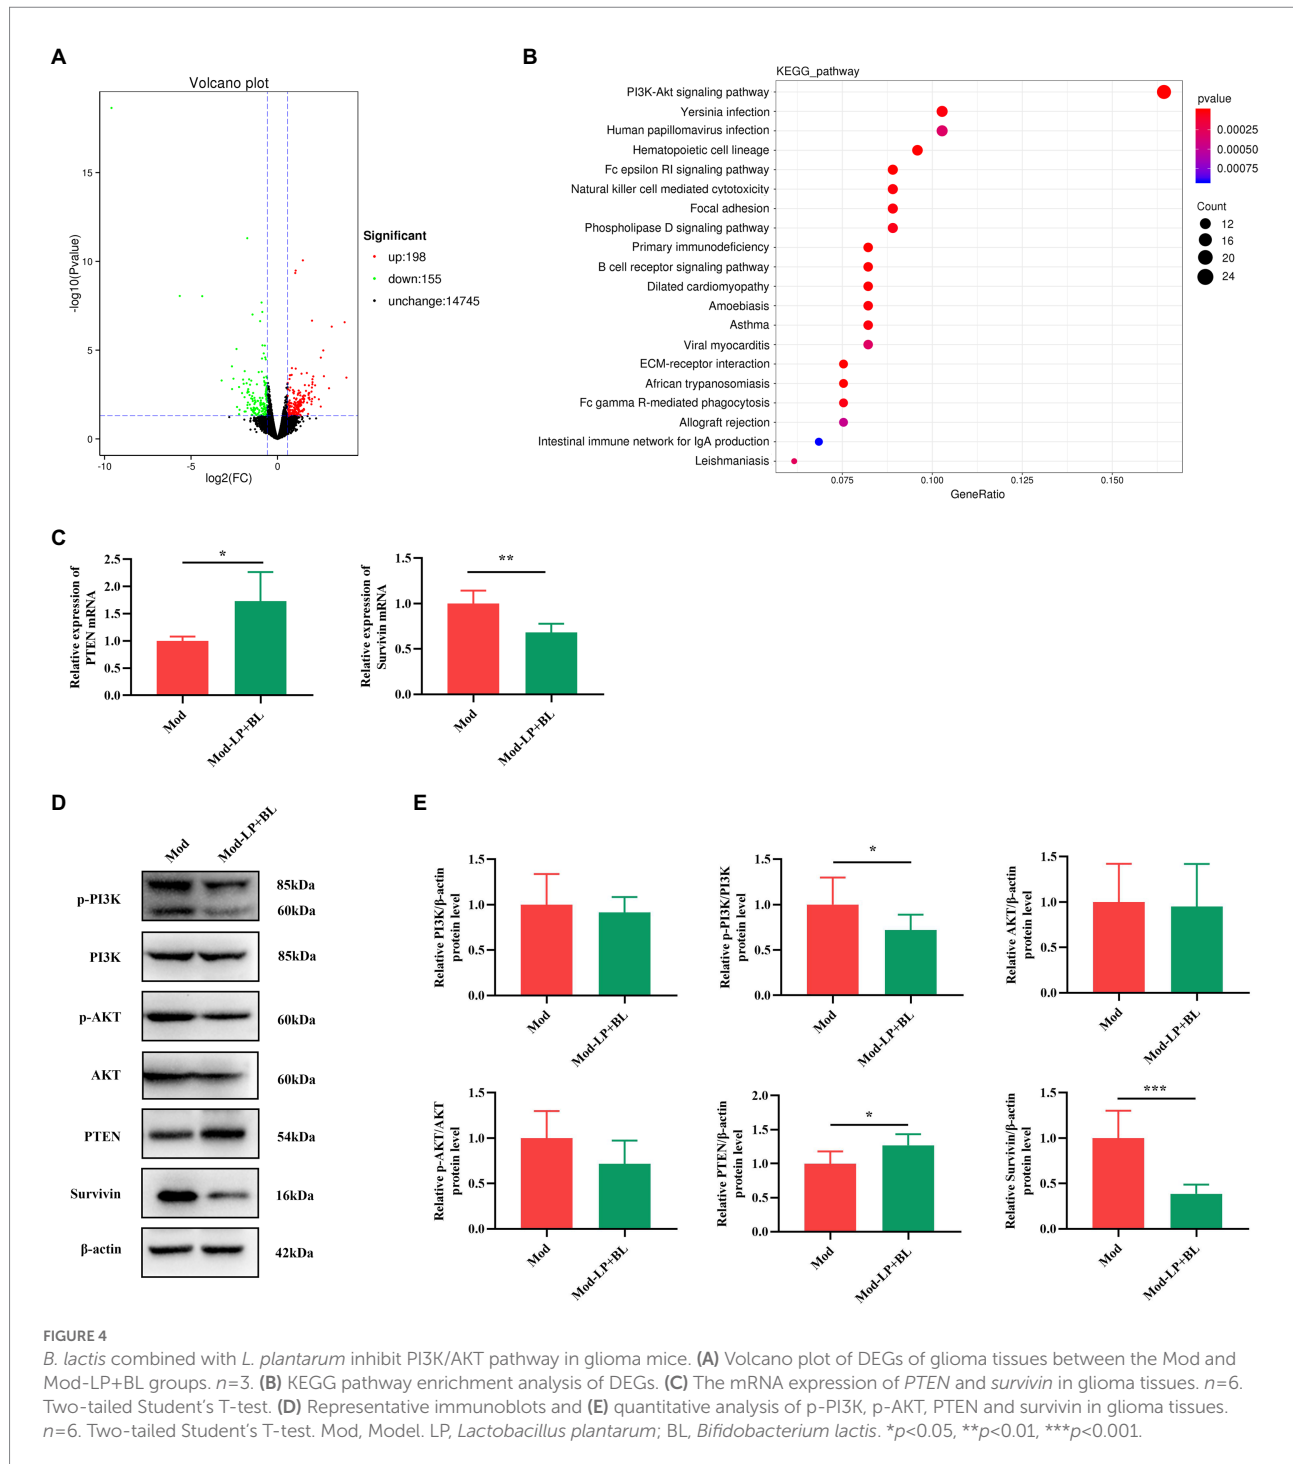 A
Volcano plot
-log10(Pvalue)
15
10
5
0
-10
-5
0
log2(FC)
Significant
up:198
down:155
unchange:14745
B
KEGG_pathway
PI3K-Akt signaling pathway
Yersinia infection
Human papillomavirus infection
Hematopoietic cell lineage
Fc epsilon RI signaling pathway
Natural killer cell mediated cytotoxicity
Focal adhesion
Phospholipase D signaling pathway
Primary immunodeficiency
B cell receptor signaling pathway
Dilated cardiomyopathy
Amoebiasis
Asthma
Viral myocarditis
ECM-receptor interaction
African trypanosomiasis
Fc gamma R-mediated phagocytosis
Allograft rejection
Intestinal immune network for IgA production
Leishmaniasis
0.075
0.100
0.125
0.150
GeneRatio
pvalue
0.00025
0.00050
0.00075
Count
12
16
20
24
C
Relative expression of
PTEN mRNA
2.5
2.0
1.5
1.0
0.5
0.0
*
Mod
Mod-LP+BL
Relative expression of
Survivin mRNA
1.5
1.0
0.5
0.0
**
Mod
Mod-LP+BL
D
Mod
Mod-LP+BL
p-PI3K
85kDa
60kDa
PI3K
85kDa
p-AKT
60kDa
AKT
60kDa
PTEN
54kDa
Survivin
16kDa
β-actin
42kDa
E
Relative PI3K/β-actin
protein level
1.5
1.0
0.5
0.0
Mod
Mod-LP+BL
Relative p-PI3K/PI3K
protein level
1.5
1.0
0.5
0.0
*
Mod
Mod-LP+BL
Relative AKT/β-actin
protein level
1.5
1.0
0.5
0.0
Mod
Mod-LP+BL
Relative p-AKT/AKT
protein level
1.5
1.0
0.5
0.0
Mod
Mod-LP+BL
Relative PTEN/β-actin
protein level
2.0
1.5
1.0
0.5
0.0
*
Mod
Mod-LP+BL
Relative Survivin/β-actin
protein level
1.5
1.0
0.5
0.0
***
Mod
Mod-LP+BL
FIGURE 4
B. lactis combined with L. plantarum inhibit PI3K/AKT pathway in glioma mice. (A) Volcano plot of DEGs of glioma tissues between the Mod and
Mod-LP+BL groups. n=3. (B) KEGG pathway enrichment analysis of DEGs. (C) The mRNA expression of PTEN and survivin in glioma tissues. n=6.
Two-tailed Student's T-test. (D) Representative immunoblots and (E) quantitative analysis of p-PI3K, p-AKT, PTEN and survivin in glioma tissues.
n=6. Two-tailed Student's T-test. Mod, Model. LP, Lactobacillus plantarum; BL, Bifidobacterium lactis. *p<0.05, **p<0.01, ***p<0.001.